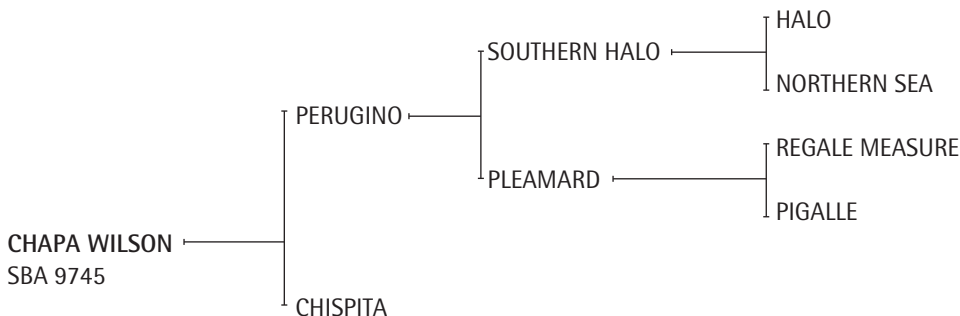 HALO
SOUTHERN HALO
NORTHERN SEA
PERUGINO
REGALE MEASURE
PLEAMARD
PIGALLE
CHAPA WILSON
SBA 9745
CHISPITA